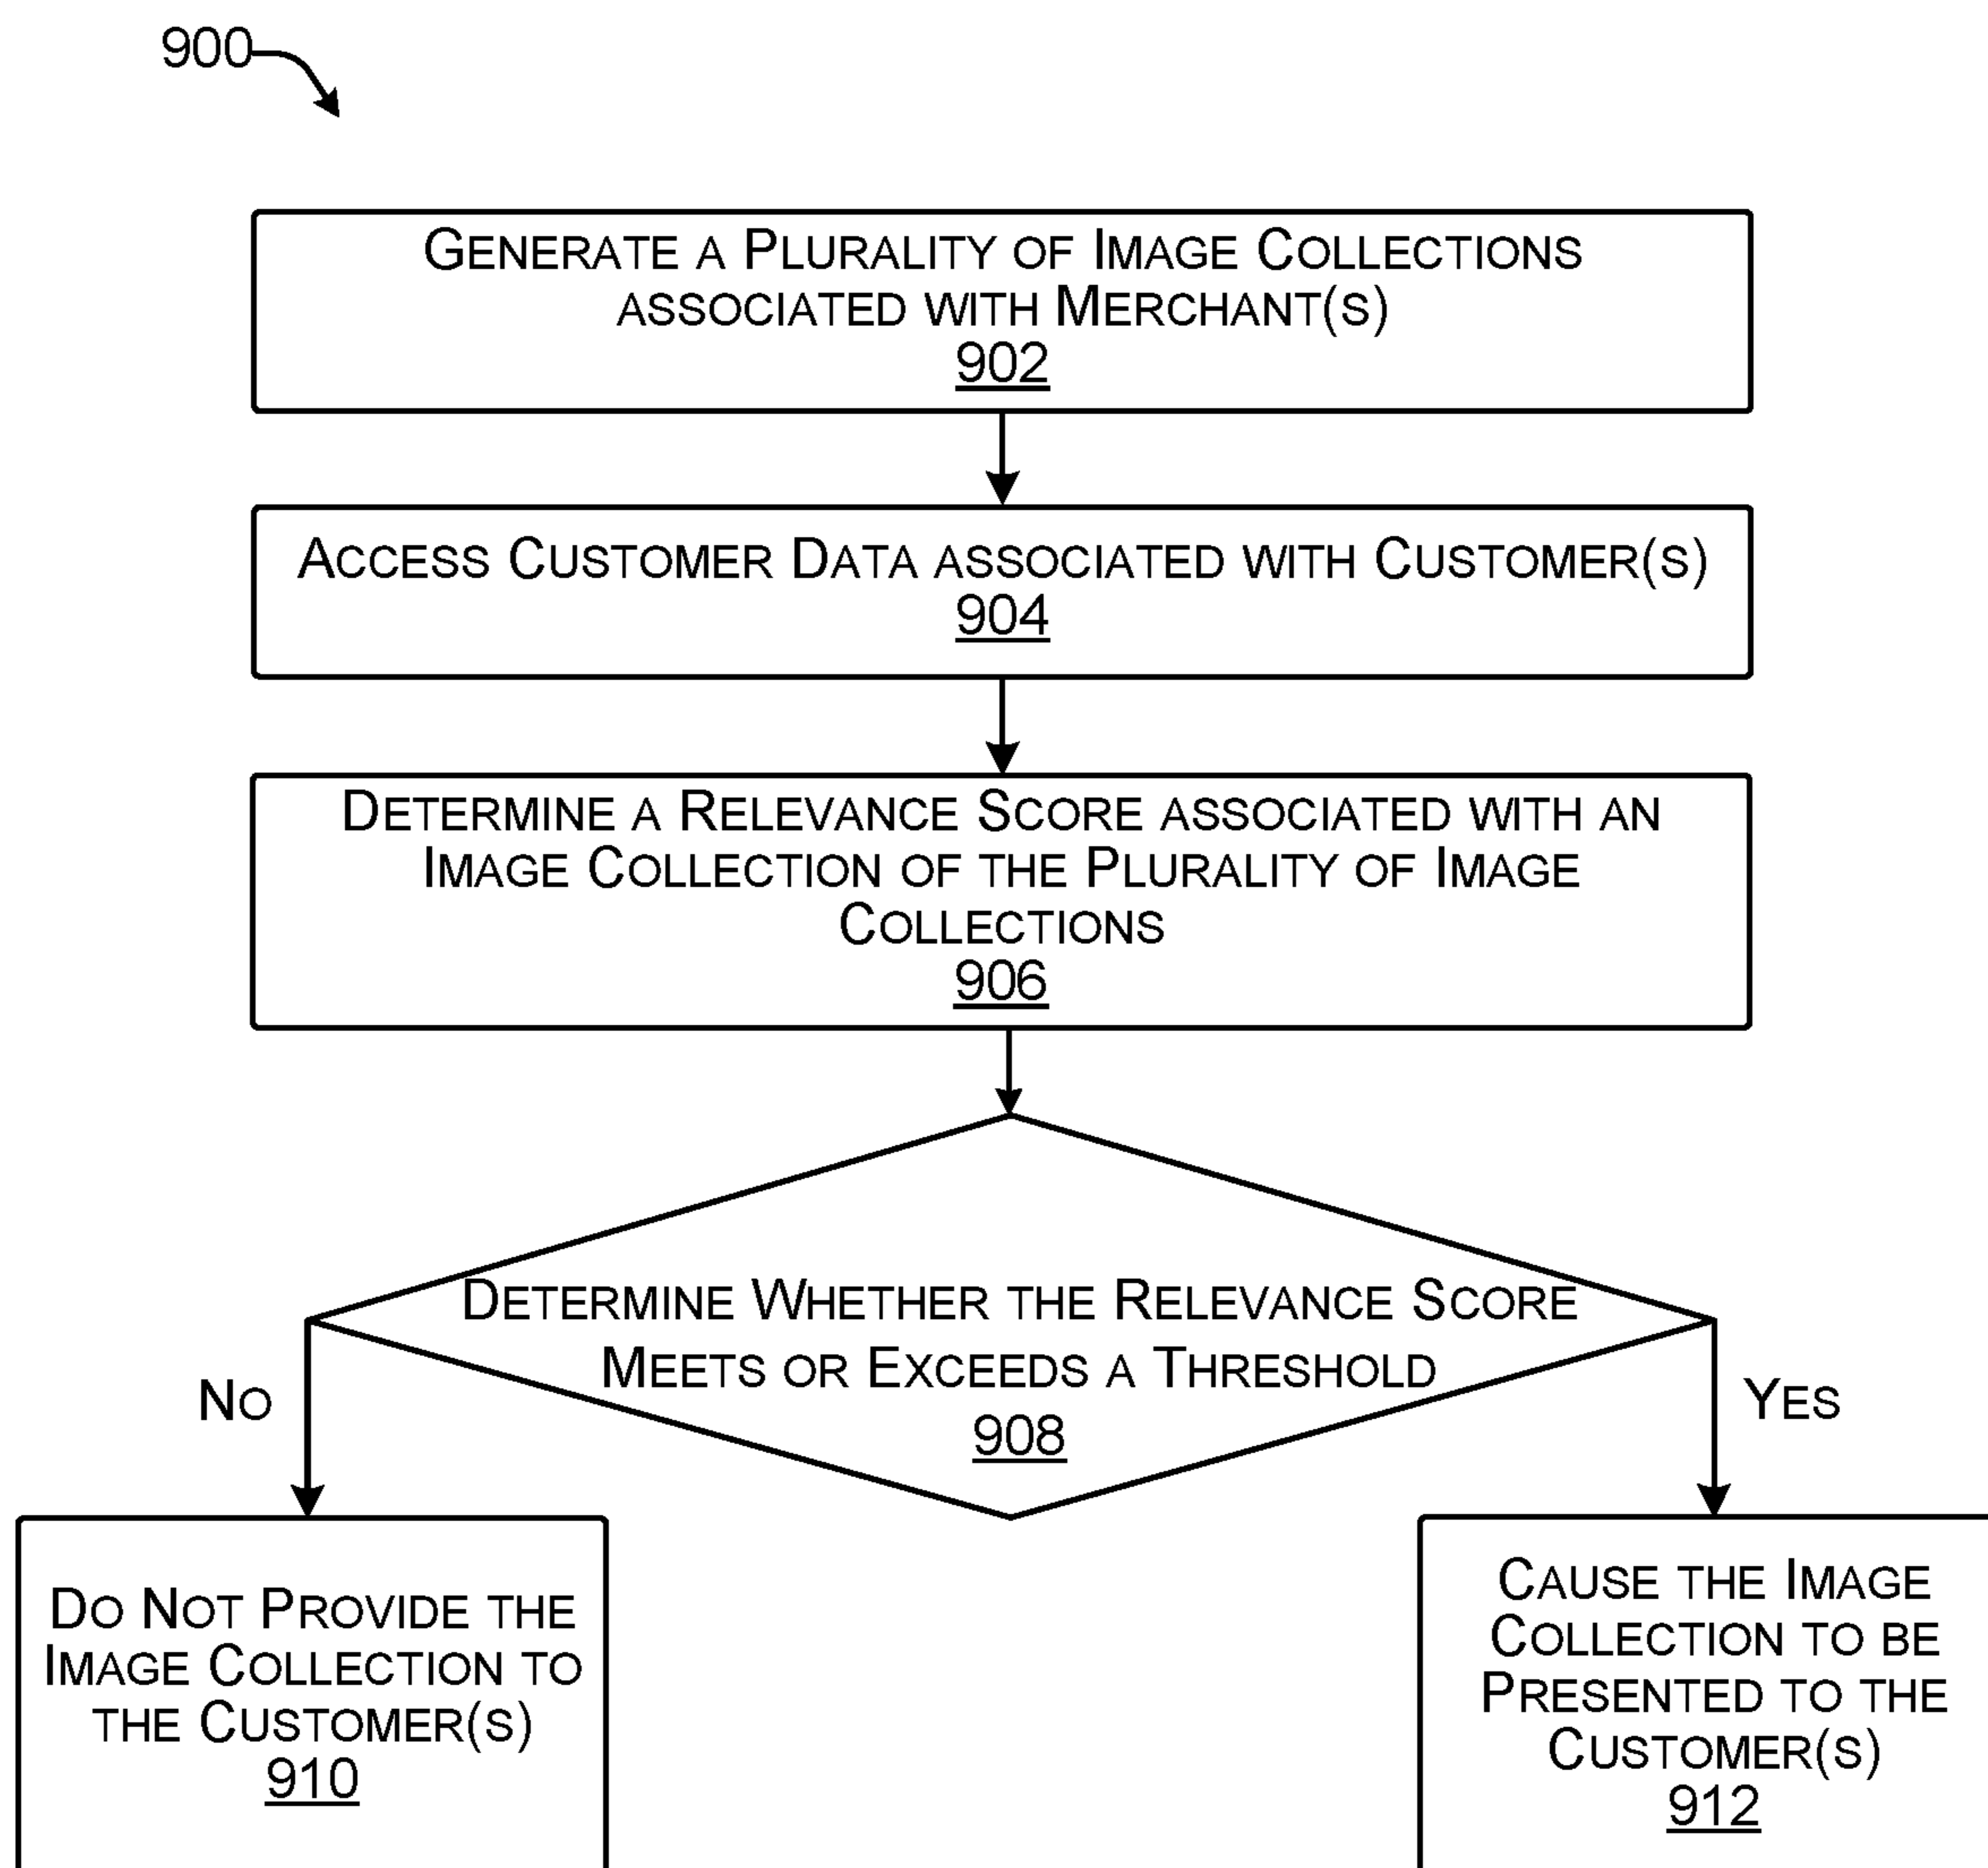 900
GENERATE A PLURALITY OF IMAGE COLLECTIONS
ASSOCIATED WITH MERCHANT(S)
902
ACCESS CUSTOMER DATA ASSOCIATED WITH CUSTOMER(S)
904
DETERMINE A RELEVANCE SCORE ASSOCIATED WITH AN
IMAGE COLLECTION OF THE PLURALITY OF IMAGE
COLLECTIONS
906
DETERMINE WHETHER THE RELEVANCE SCORE
MEETS OR EXCEEDS A THRESHOLD
908
NO
YES
DO NOT PROVIDE THE
IMAGE COLLECTION TO
THE CUSTOMER(S)
910
CAUSE THE IMAGE
COLLECTION TO BE
PRESENTED TO THE
CUSTOMER(S)
912